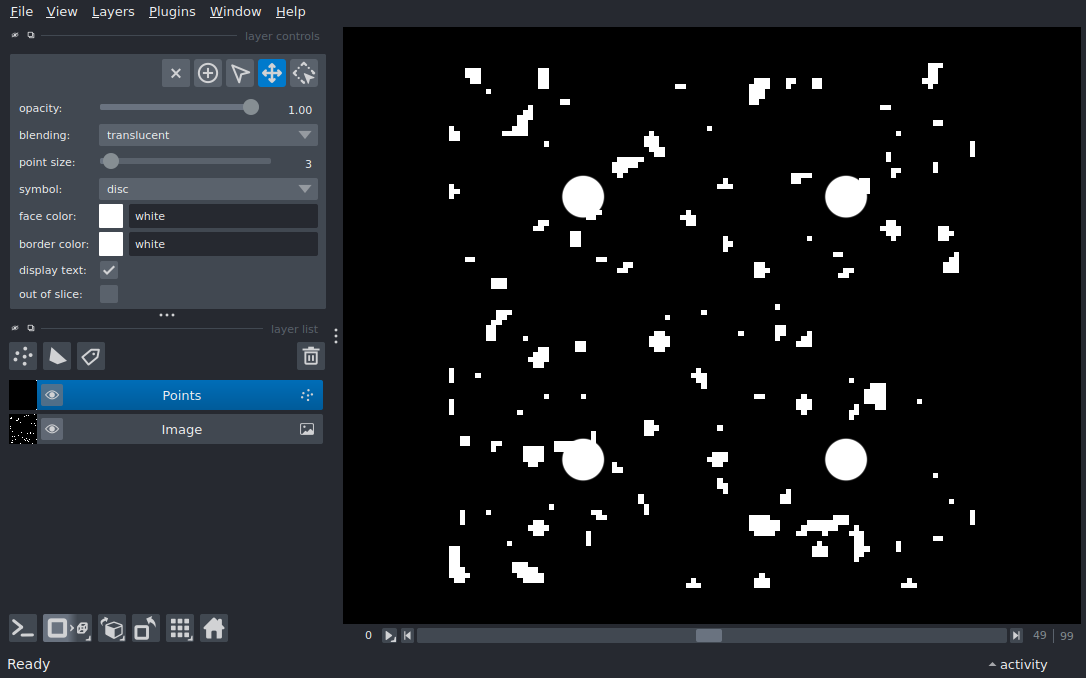 File View Layers Plugins Window Help
layer controls
opacity: 1.00
blending: translucent
point size: 3
symbol: disc
face color: white
border color: white
display text:
out of slice:
layer list
Points
Image
0 49 99
Ready activity